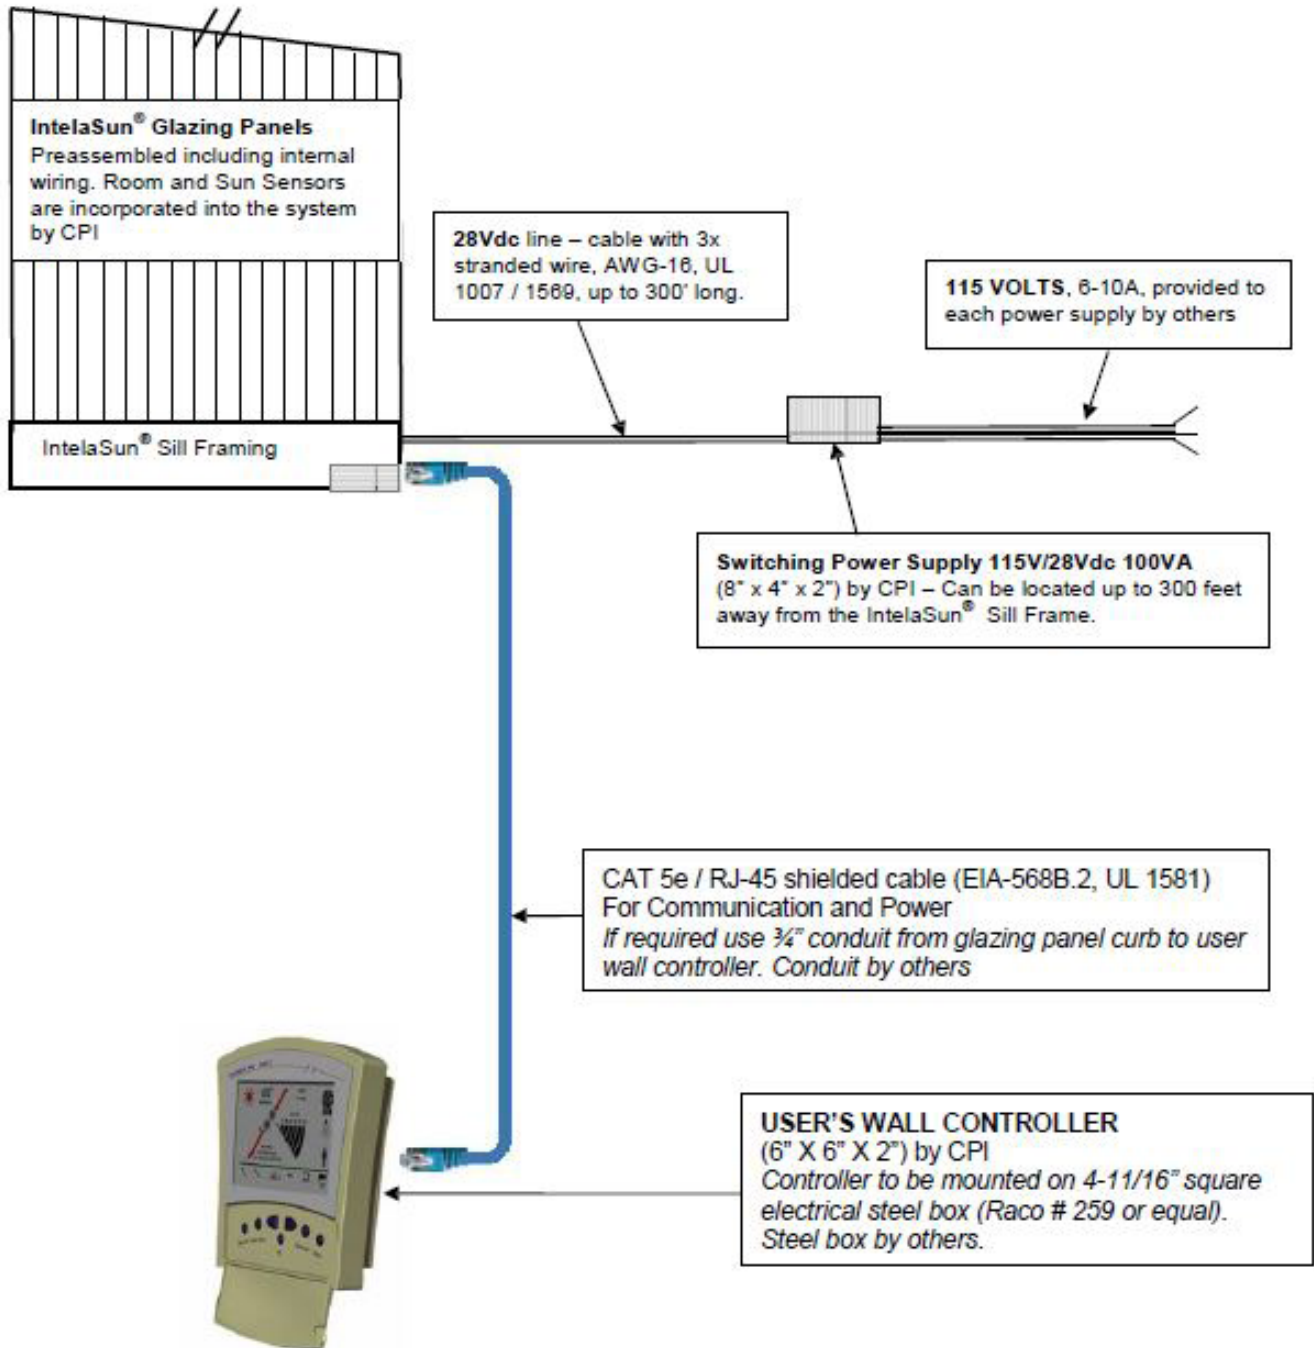 IntelaSun® Glazing Panels
Preassembled including internal
wiring. Room and Sun Sensors
are incorporated into the system
by CPI
28Vdc line – cable with 3x
stranded wire, AWG-16, UL
1007 / 1569, up to 300' long.
115 VOLTS, 6-10A, provided to
each power supply by others
IntelaSun® Sill Framing
Switching Power Supply 115V/28Vdc 100VA
(8" x 4" x 2") by CPI – Can be located up to 300 feet
away from the IntelaSun® Sill Frame.
CAT 5e / RJ-45 shielded cable (EIA-568B.2, UL 1581)
For Communication and Power
If required use ¾" conduit from glazing panel curb to user
wall controller. Conduit by others
USER'S WALL CONTROLLER
(6" X 6" X 2") by CPI
Controller to be mounted on 4-11/16" square
electrical steel box (Raco # 259 or equal).
Steel box by others.